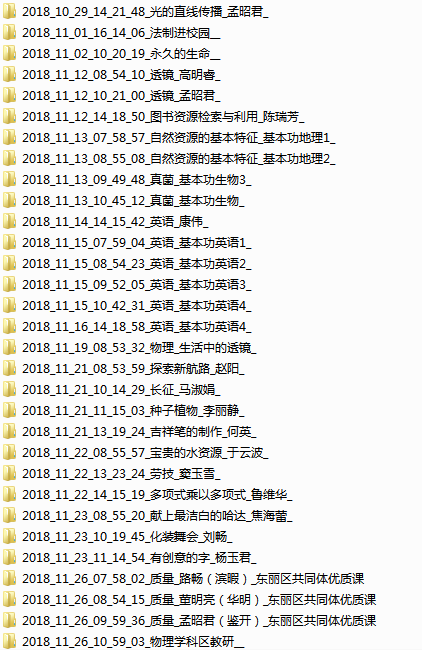 2018_10_29_14_21_48_光的直线传播_孟昭君_
2018_11_01_16_14_06_法制进校园__
2018_11_02_10_20_19_永久的生命__
2018_11_12_08_54_10_透镜_高明睿_
2018_11_12_10_21_00_透镜_孟昭君_
2018_11_12_14_18_50_图书资源检索与利用_陈瑞芳_
2018_11_13_07_58_57_自然资源的基本特征_基本功地理1_
2018_11_13_08_55_08_自然资源的基本特征_基本功地理2_
2018_11_13_09_49_48_真菌_基本功生物3_
2018_11_13_10_45_12_真菌_基本功生物_
2018_11_14_14_15_42_英语_康伟_
2018_11_15_07_59_04_英语_基本功英语1_
2018_11_15_08_54_23_英语_基本功英语2_
2018_11_15_09_52_05_英语_基本功英语3_
2018_11_15_10_42_31_英语_基本功英语4_
2018_11_16_14_18_58_英语_基本功英语4_
2018_11_19_08_53_32_物理_生活中的透镜_
2018_11_21_08_53_59_探索新航路_赵阳_
2018_11_21_10_14_29_长征_马淑娟_
2018_11_21_11_15_03_种子植物_李丽静_
2018_11_21_13_19_24_吉祥笔的制作_何英_
2018_11_22_08_55_57_宝贵的水资源_于云波_
2018_11_22_13_23_24_劳技_窦玉雪_
2018_11_22_14_15_19_多项式乘以多项式_鲁维华_
2018_11_23_08_55_20_献上最洁白的哈达_焦海蕾_
2018_11_23_10_19_45_化装舞会_刘畅_
2018_11_23_11_14_54_有创意的字_杨玉君_
2018_11_26_07_58_02_质量_路畅（滨瑕）_东丽区共同体优质课
2018_11_26_08_54_15_质量_董明亮（华明）_东丽区共同体优质课
2018_11_26_09_59_36_质量_孟昭君（鉴开）_东丽区共同体优质课
2018_11_26_10_59_03_物理学科区教研__